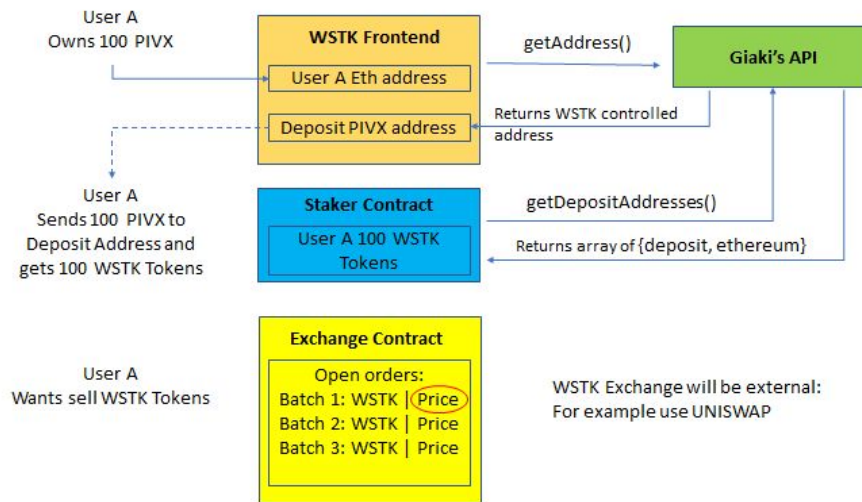 User A
Owns 100 PIVX
WSTK Frontend
User A Eth address
Deposit PIVX address
getAddress()
Giaki's API
Returns WSTK controlled
address
User A
Sends 100 PIVX to
Deposit Address and
gets 100 WSTK Tokens
Staker Contract
User A 100 WSTK
Tokens
getDepositAddresses()
Returns array of {deposit, ethereum}
User A
Wants sell WSTK Tokens
Exchange Contract
Open orders:
Batch 1: WSTK | Price
Batch 2: WSTK | Price
Batch 3: WSTK | Price
WSTK Exchange will be external:
For example use UNISWAP